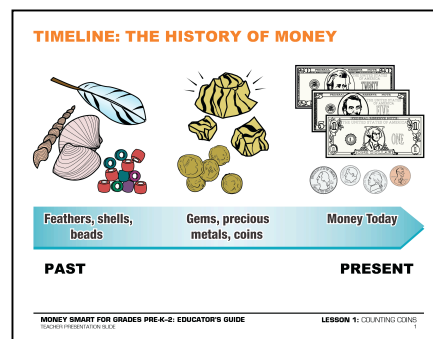 TIMELINE: THE HISTORY OF MONEY
Feathers, shells,
beads
Gems, precious
metals, coins
Money Today
PAST
PRESENT
MONEY SMART FOR GRADES PRE-K–2: EDUCATOR'S GUIDE
TEACHER PRESENTATION SLIDE
LESSON 1: COUNTING COINS
1